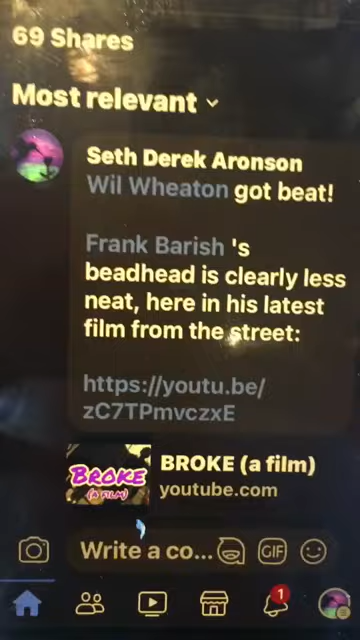 69 Shares
Most relevant
Seth Derek Aronson
Wil Wheaton got beat!
Frank Barish 's
beadhead is clearly less
neat, here in his latest
film from the street:
https://youtu.be/
zC7TPmvczxE
BROKE
(A FILM)
BROKE (a film)
youtube.com
Write a co...
GIF
1